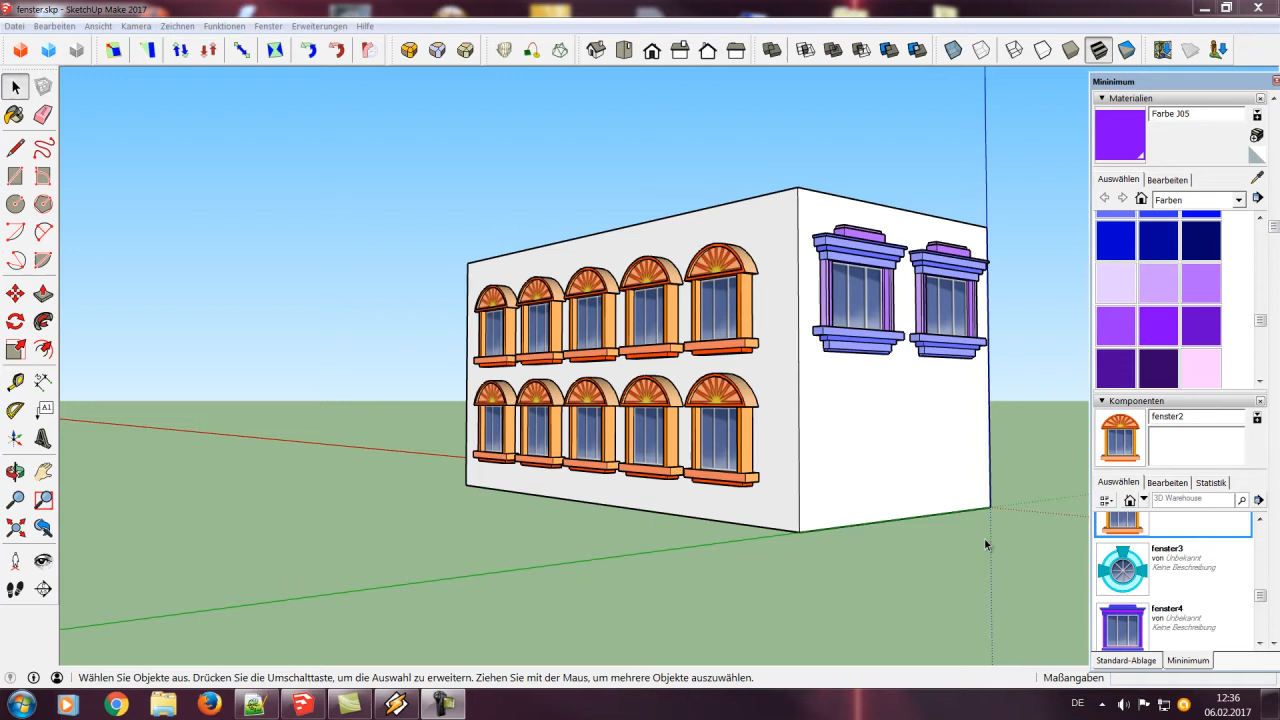 fenster.skp - SketchUp Make 2017
Datei Bearbeiten Ansicht Kamera Zeichnen Funktionen Fenster Erweiterungen Hilfe
Mininimum
Materialien
Farbe J05
Auswählen Bearbeiten
Farben
Komponenten
fenster2
Auswählen Bearbeiten Statistik
3D Warehouse
fenster3
von Unbekannt
Keine Beschreibung
fenster4
von Unbekannt
Keine Beschreibung
Standard-Ablage Mininimum
A1
Wählen Sie Objekte aus. Drücken Sie die Umschalttaste, um die Auswahl zu erweitern. Ziehen Sie mit der Maus, um mehrere Objekte auszuwählen.
Maßangaben
DE
12:36
06.02.2017